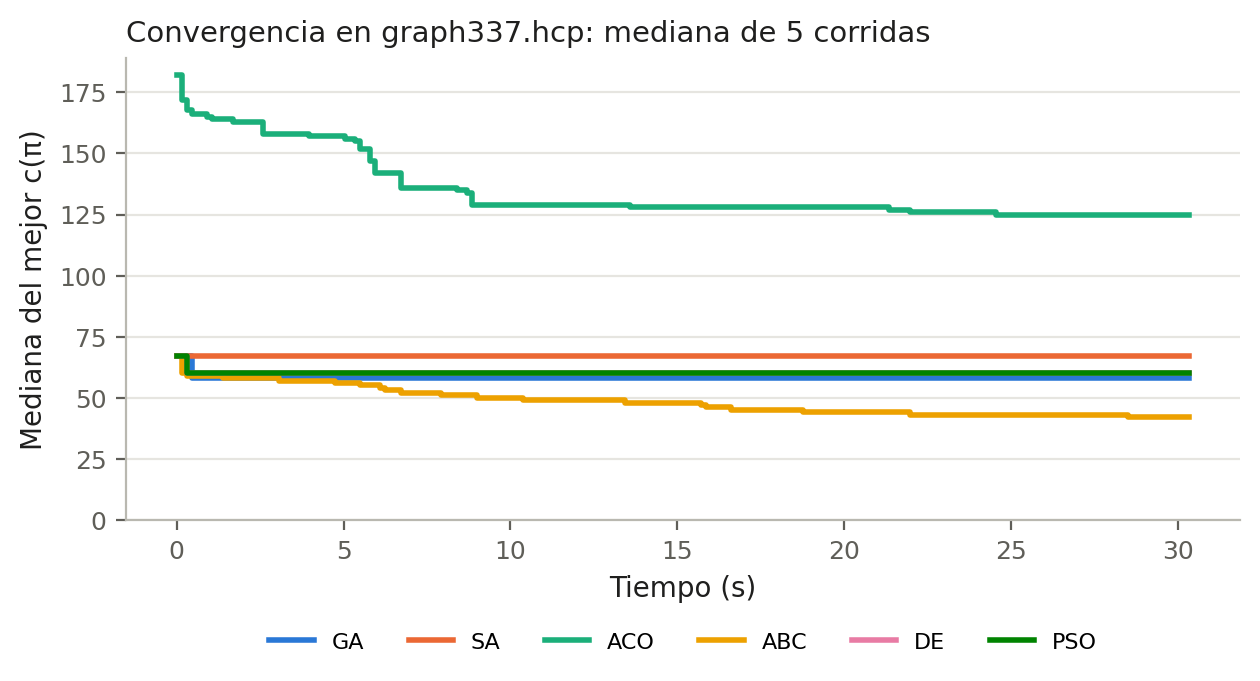 Convergencia en graph337.hcp: mediana de 5 corridas
Mediana del mejor c(π)
175
150
125
100
75
50
25
0
0 5 10 15 20 25 30
Tiempo (s)
GA SA ACO ABC DE PSO